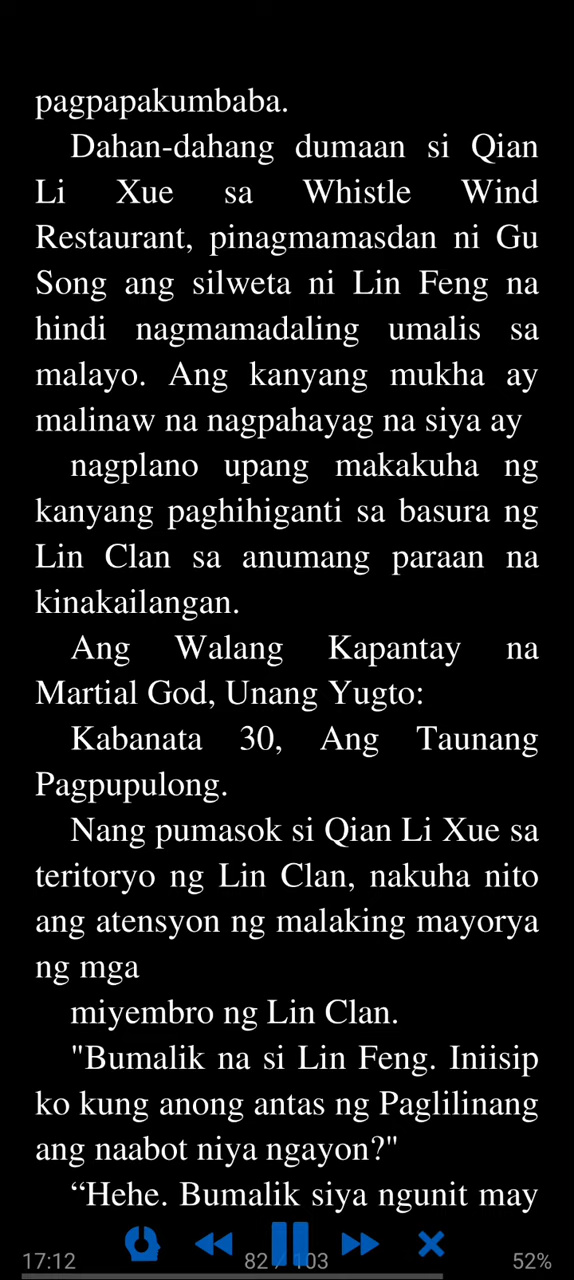 pagpapakumbaba.
Dahan-dahang dumaan si Qian
Li Xue sa Whistle Wind
Restaurant, pinagmamasdan ni Gu
Song ang silweta ni Lin Feng na
hindi nagmamadaling umalis sa
malayo. Ang kanyang mukha ay
malinaw na nagpahayag na siya ay
nagplano upang makakuha ng
kanyang paghihiganti sa basura ng
Lin Clan sa anumang paraan na
kinakailangan.
Ang Walang Kapantay na
Martial God, Unang Yugto:
Kabanata 30, Ang Taunang
Pagpupulong.
Nang pumasok si Qian Li Xue sa
teritoryo ng Lin Clan, nakuha nito
ang atensyon ng malaking mayorya
ng mga
miyembro ng Lin Clan.
"Bumalik na si Lin Feng. Iniisip
ko kung anong antas ng Paglilinang
ang naabot niya ngayon?"
“Hehe. Bumalik siya ngunit may
17:12 82 / 103 52%